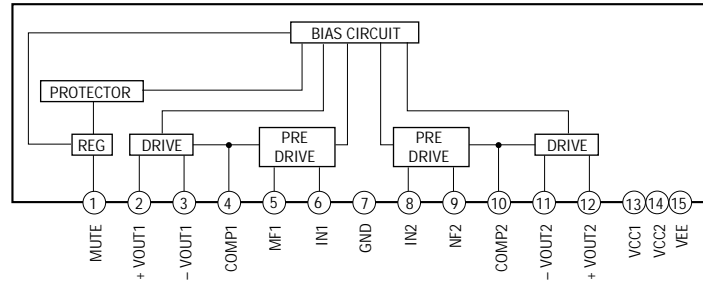 BIAS CIRCUIT
PROTECTOR
REG
DRIVE
PRE
DRIVE
PRE
DRIVE
DRIVE
1
2
3
4
5
6
7
8
9
10
11
12
13
14
15
MUTE
+ VOUT1
− VOUT1
COMP1
MF1
IN1
GND
IN2
NF2
COMP2
− VOUT2
+ VOUT2
VCC1
VCC2
VEE